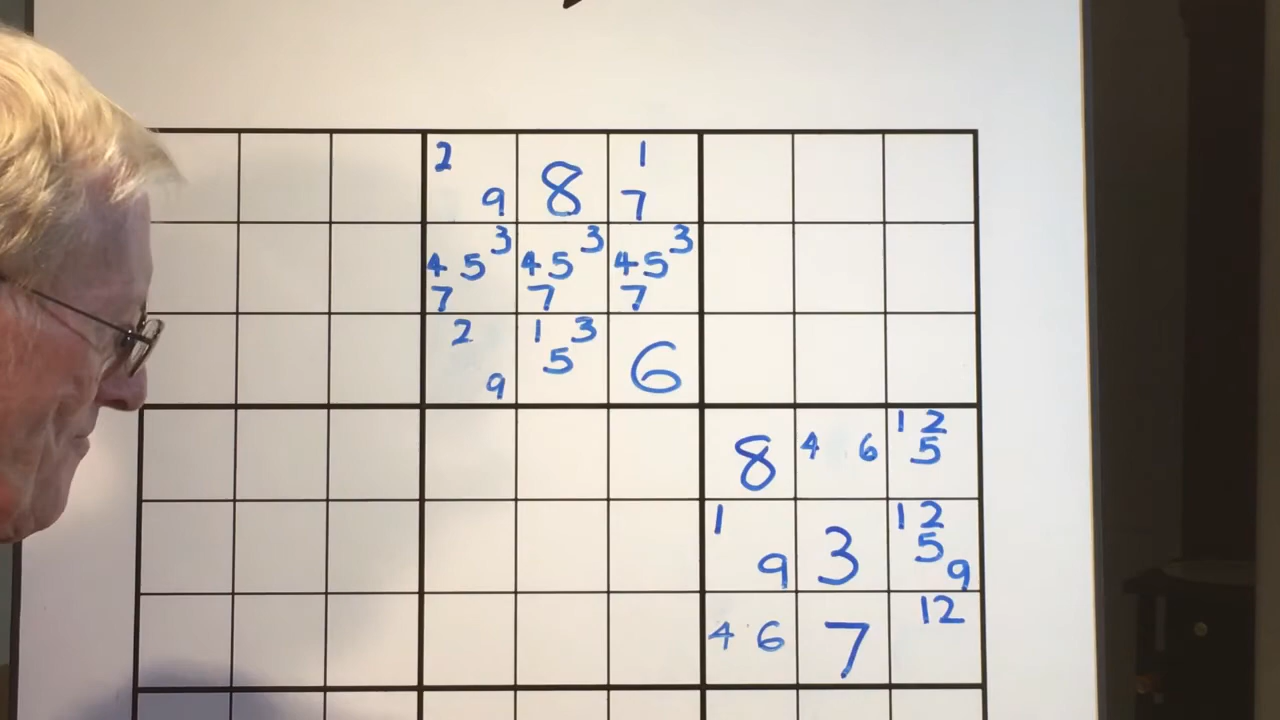 2 9 8 1 7
3 4 5 7 3 4 5 7 3 4 5 7
2 9 1 3 5 6
8 4 6 1 2 5
1 9 3 1 2 5 9
4 6 7 1 2